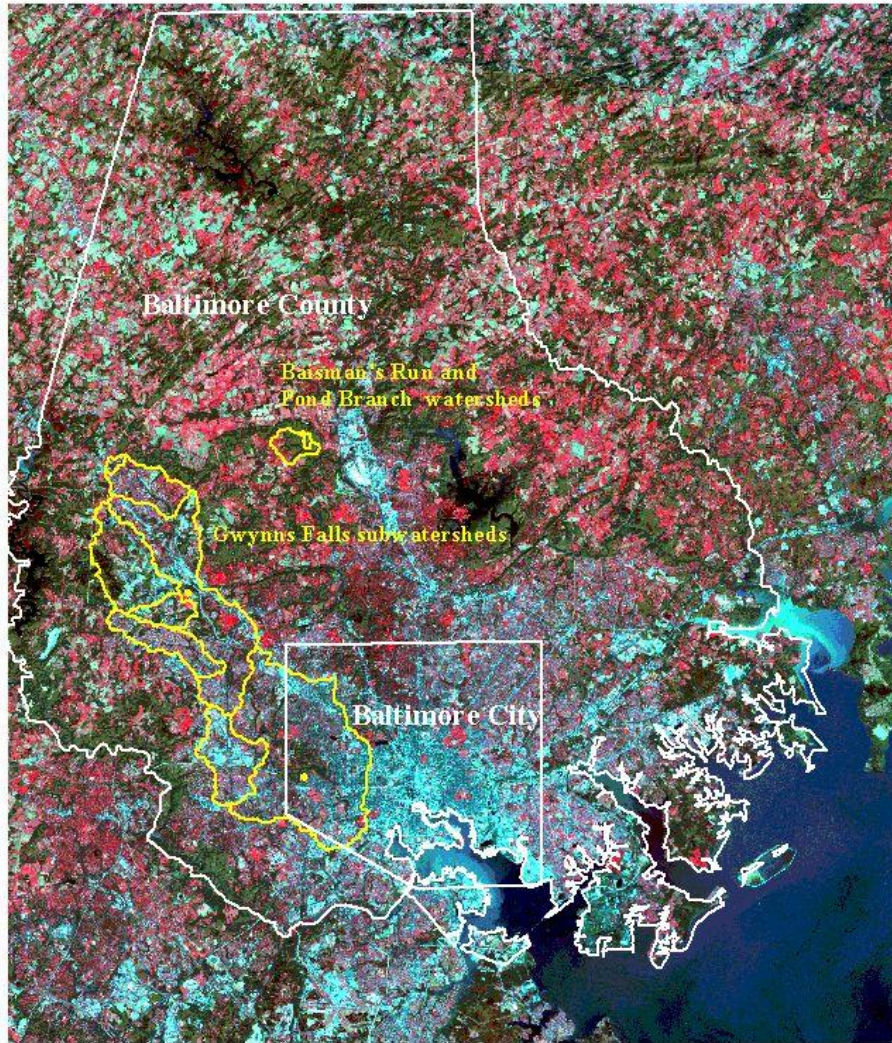 Baltimore County
Baisman's Run and
Pond Branch watersheds
Gwynns Falls subwatersheds
Baltimore City